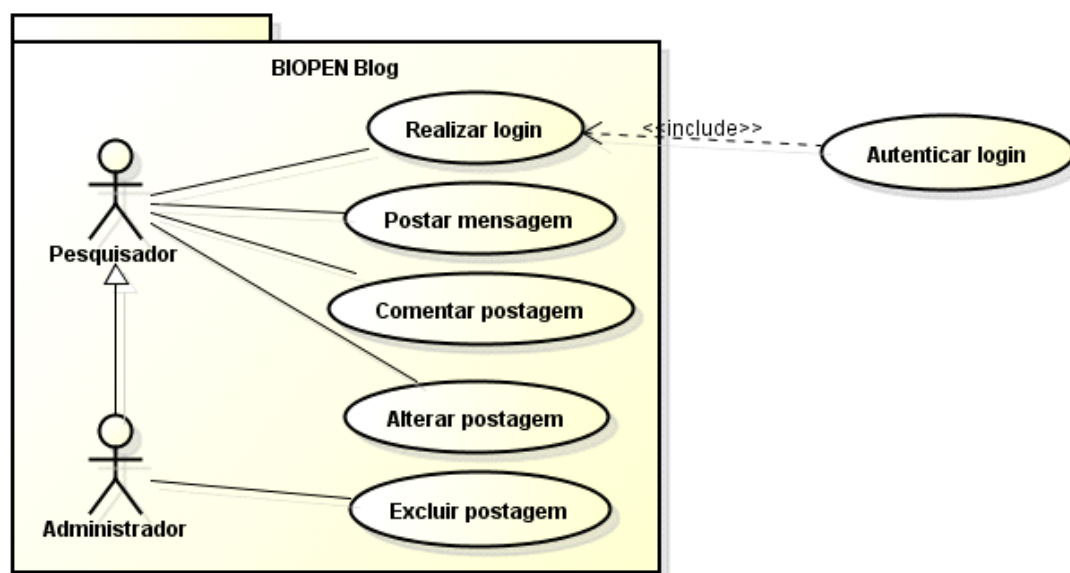 BIOPEN Blog
Realizar login
<<include>>
Autenticar login
Postar mensagem
Pesquisador
Comentar postagem
Alterar postagem
Excluir postagem
Administrador